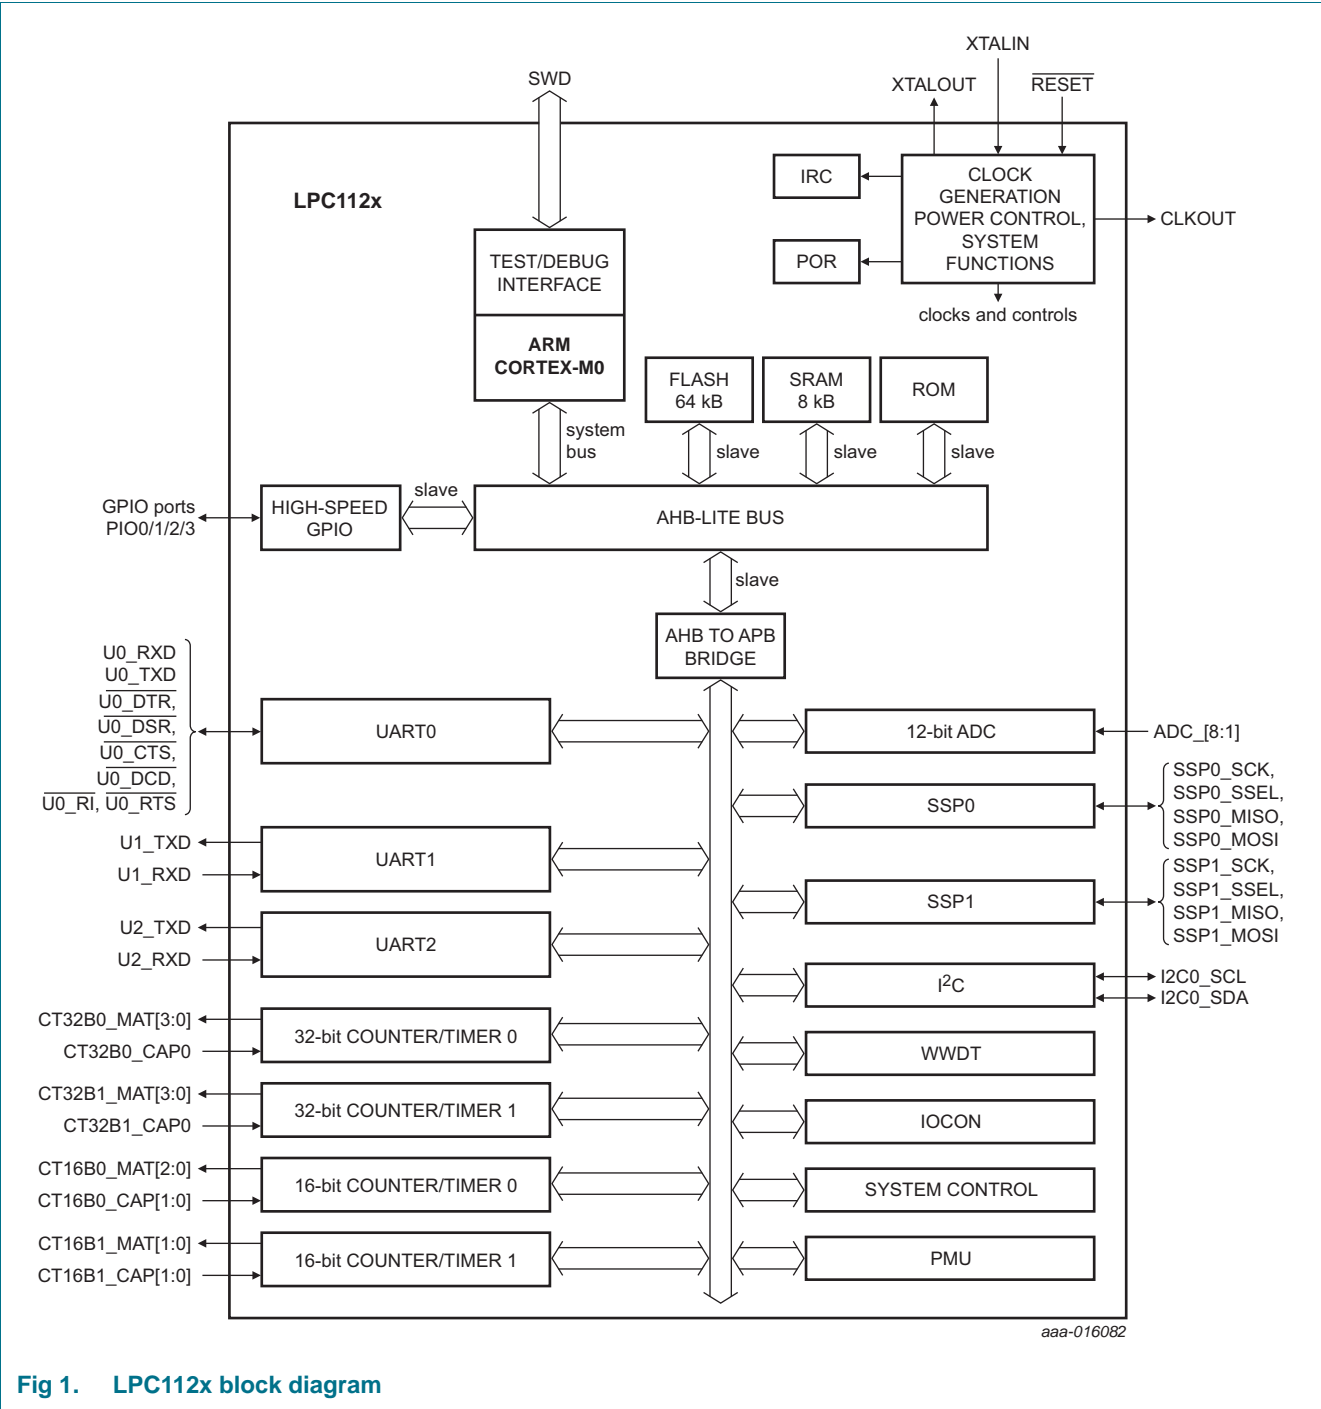 XTALIN
SWD
XTALOUT
RESET
LPC112x
IRC
CLOCK
GENERATION
POWER CONTROL,
SYSTEM
FUNCTIONS
CLKOUT
POR
clocks and controls
TEST/DEBUG
INTERFACE
ARM
CORTEX-M0
FLASH
64 kB
SRAM
8 kB
ROM
system
bus
slave
slave
slave
GPIO ports
PIO0/1/2/3
HIGH-SPEED
GPIO
slave
AHB-LITE BUS
slave
AHB TO APB
BRIDGE
U0_RXD
U0_TXD
U0_DTR,
U0_DSR,
U0_CTS,
U0_DCD,
U0_RI, U0_RTS
UART0
12-bit ADC
ADC_[8:1]
SSP0
SSP0_SCK,
SSP0_SSEL,
SSP0_MISO,
SSP0_MOSI
U1_TXD
U1_RXD
UART1
SSP1
SSP1_SCK,
SSP1_SSEL,
SSP1_MISO,
SSP1_MOSI
U2_TXD
U2_RXD
UART2
I2C
I2C0_SCL
I2C0_SDA
CT32B0_MAT[3:0]
CT32B0_CAP0
32-bit COUNTER/TIMER 0
WWDT
CT32B1_MAT[3:0]
CT32B1_CAP0
32-bit COUNTER/TIMER 1
IOCON
CT16B0_MAT[2:0]
CT16B0_CAP[1:0]
16-bit COUNTER/TIMER 0
SYSTEM CONTROL
CT16B1_MAT[1:0]
CT16B1_CAP[1:0]
16-bit COUNTER/TIMER 1
PMU
aaa-016082
Fig 1. LPC112x block diagram